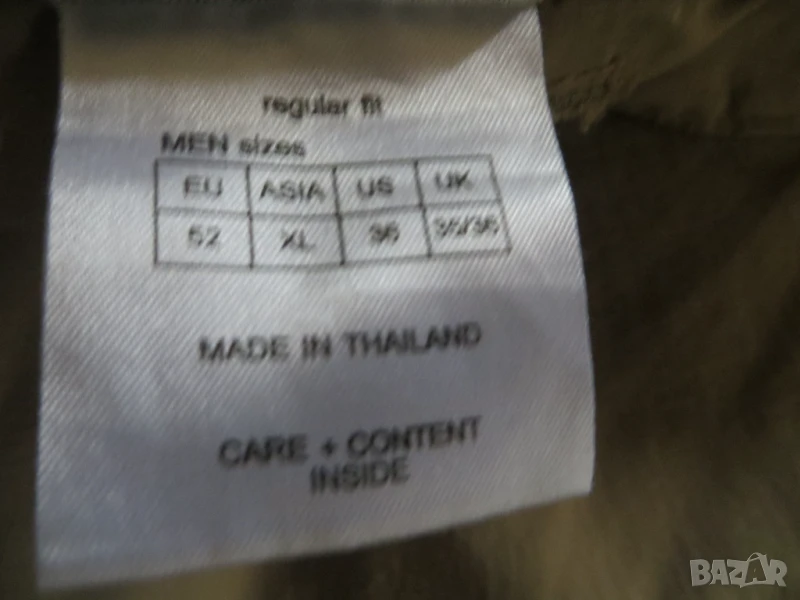 regular fit
MEN sizes
EU ASIA US UK
52 XL 36 35/36
MADE IN THAILAND
CARE + CONTENT
INSIDE
BAZAR